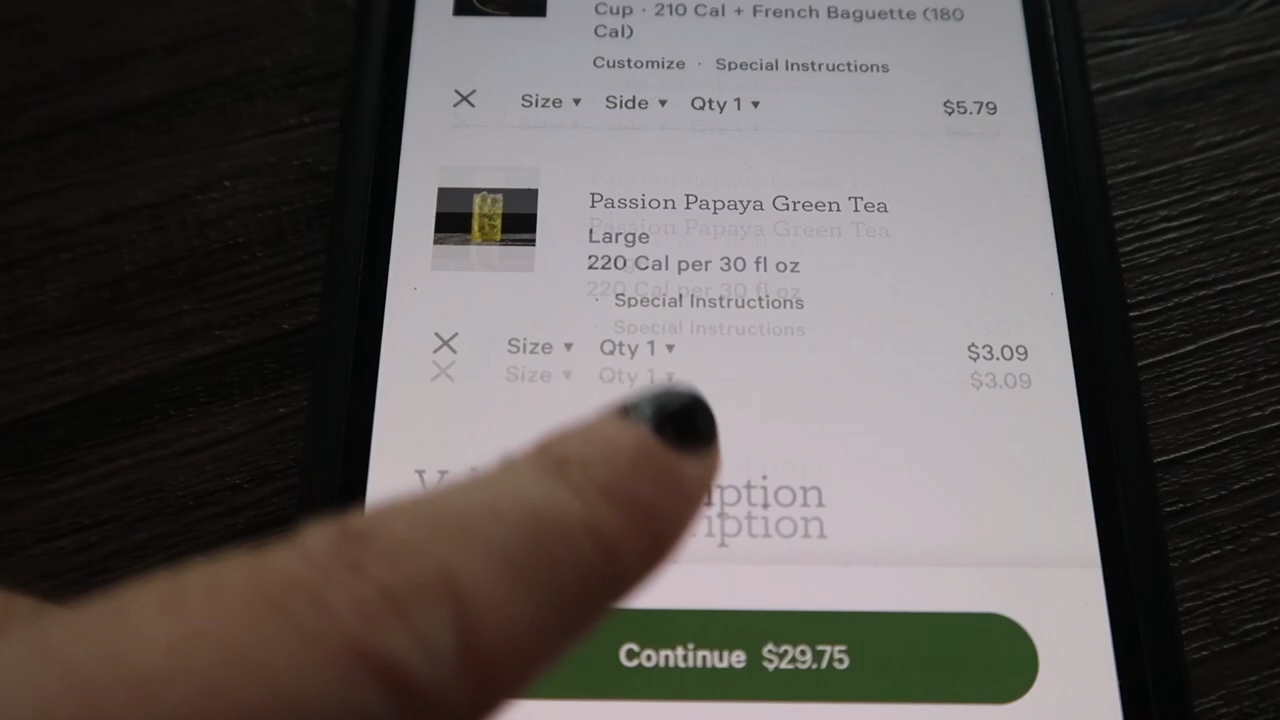 Cup · 210 Cal + French Baguette (180
Cal)
Customize · Special Instructions
Size ▼ Side ▼ Qty 1 ▼ $5.79
Passion Papaya Green Tea
Large
220 Cal per 30 fl oz
· Special Instructions
Size ▼ Qty 1 ▼ $3.09
Continue $29.75